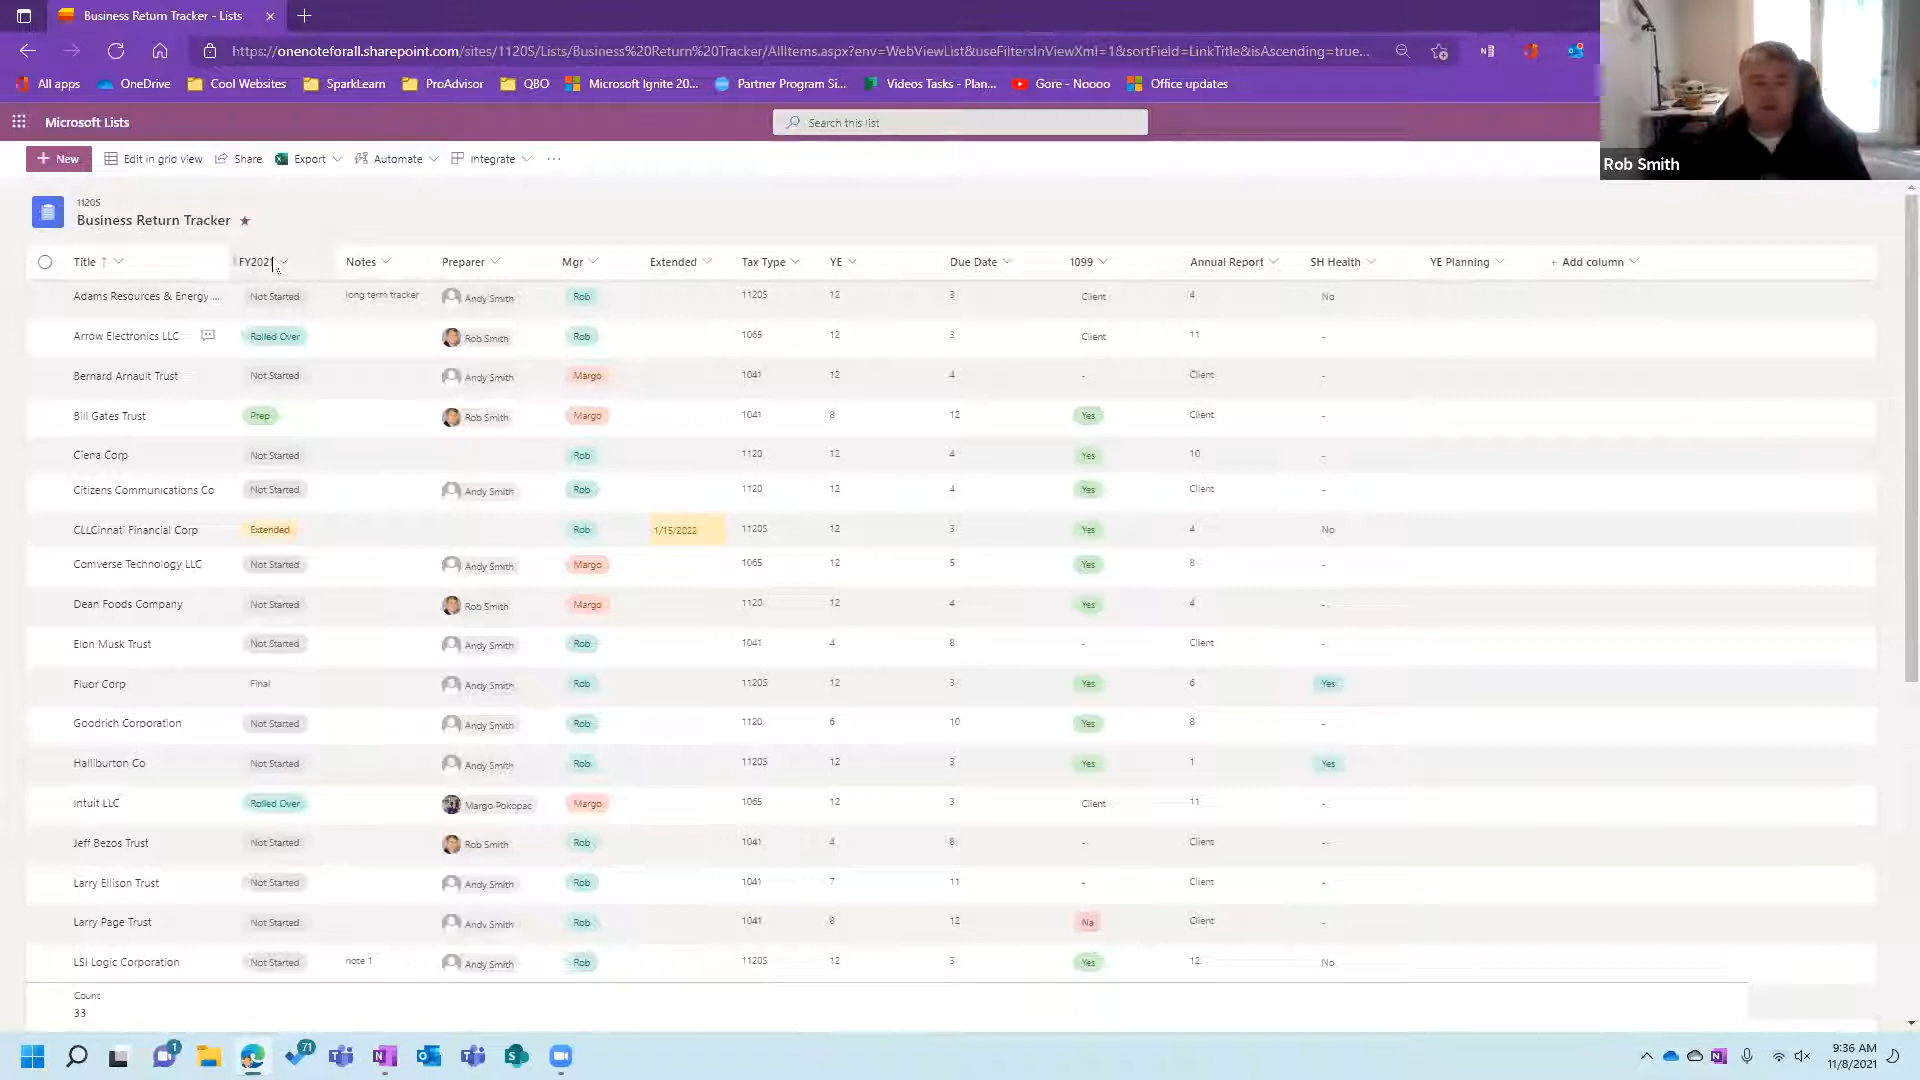 Business Return Tracker - Lists
https://onenoteforall.sharepoint.com/sites/1120S/Lists/Business%20Return%20Tracker/AllItems.aspx?env=WebViewList&useFiltersInViewXml=1&sortField=LinkTitle&isAscending=true...
All apps OneDrive Cool Websites SparkLearn ProAdvisor QBO Microsoft Ignite 20... Partner Program Si... Videos Tasks - Plan... Gore - Noooo Office updates
Microsoft Lists Search this list
Rob Smith
+ New Edit in grid view Share Export Automate Integrate ...
1120S
Business Return Tracker ★
Title ↑ FY2021 Notes Preparer Mgr Extended Tax Type YE Due Date 1099 Annual Report SH Health YE Planning + Add column
Adams Resources & Energy ... Not Started long term tracker Andy Smith Rob 1120S 12 3 Client 4 No
Arrow Electronics LLC Rolled Over Rob Smith Rob 1065 12 3 Client 11 -
Bernard Arnault Trust Not Started Andy Smith Margo 1041 12 4 - Client -
Bill Gates Trust Prep Rob Smith Margo 1041 8 12 Yes Client -
Ciena Corp Not Started Rob 1120 12 4 Yes 10 -
Citizens Communications Co Not Started Andy Smith Rob 1120 12 4 Yes Client -
CLLCinnati Financial Corp Extended Rob 1/15/2022 1120S 12 3 Yes 4 No
Comverse Technology LLC Not Started Andy Smith Margo 1065 12 5 Yes 8 -
Dean Foods Company Not Started Rob Smith Margo 1120 12 4 Yes 4 -
Elon Musk Trust Not Started Andy Smith Rob 1041 4 8 - Client -
Fluor Corp Final Andy Smith Rob 1120S 12 3 Yes 6 Yes
Goodrich Corporation Not Started Andy Smith Rob 1120 6 10 Yes 8 -
Halliburton Co Not Started Andy Smith Rob 1120S 12 3 Yes 1 Yes
Intuit LLC Rolled Over Margo Pokopac Margo 1065 12 3 Client 11 -
Jeff Bezos Trust Not Started Rob Smith Rob 1041 4 8 - Client -
Larry Ellison Trust Not Started Andy Smith Rob 1041 7 11 - Client -
Larry Page Trust Not Started Andy Smith Rob 1041 8 12 Na Client -
LSI Logic Corporation Not Started note 1 Andy Smith Rob 1120S 12 3 Yes 12 No
Count
33
1 71
9:36 AM
11/8/2021